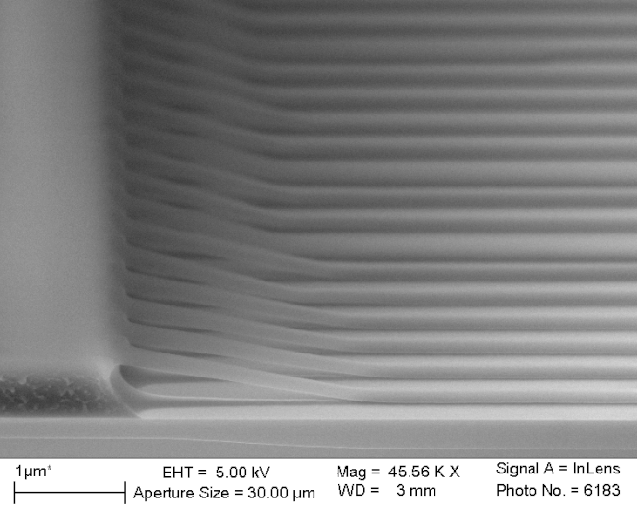 1µm* EHT = 5.00 kV Mag = 45.56 K X Signal A = InLens
Aperture Size = 30.00 µm WD = 3 mm Photo No. = 6183